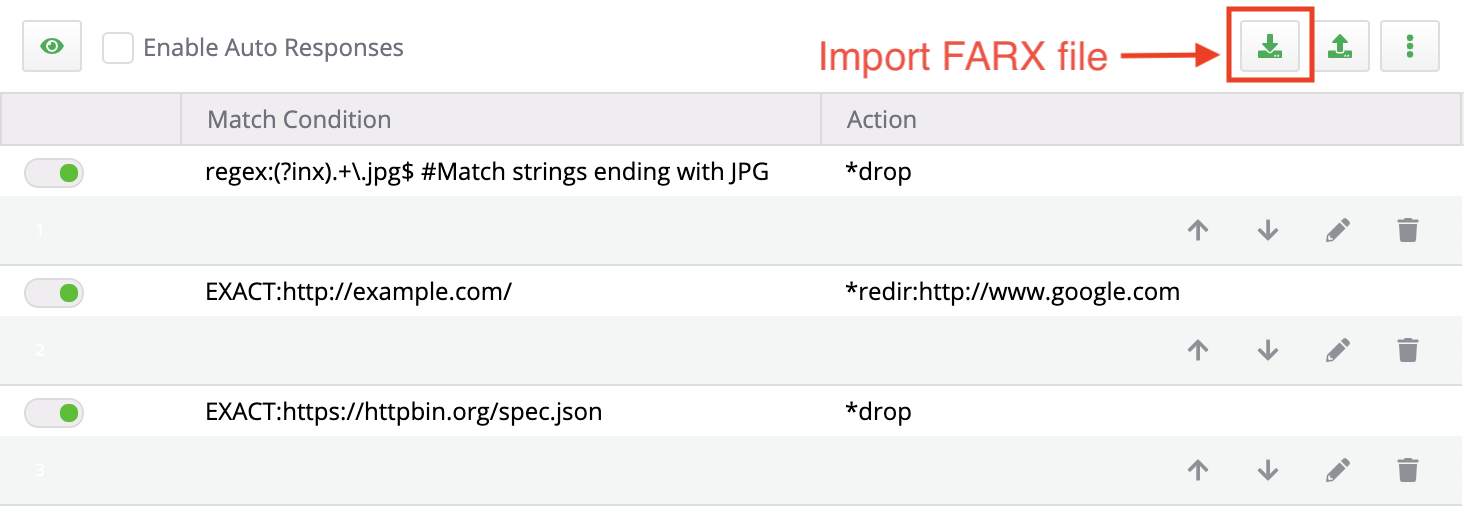 Enable Auto Responses
Import FARX file
Match Condition Action
regex:(?inx).+\.jpg$ #Match strings ending with JPG *drop
1
EXACT:http://example.com/ *redir:http://www.google.com
2
EXACT:https://httpbin.org/spec.json *drop
3